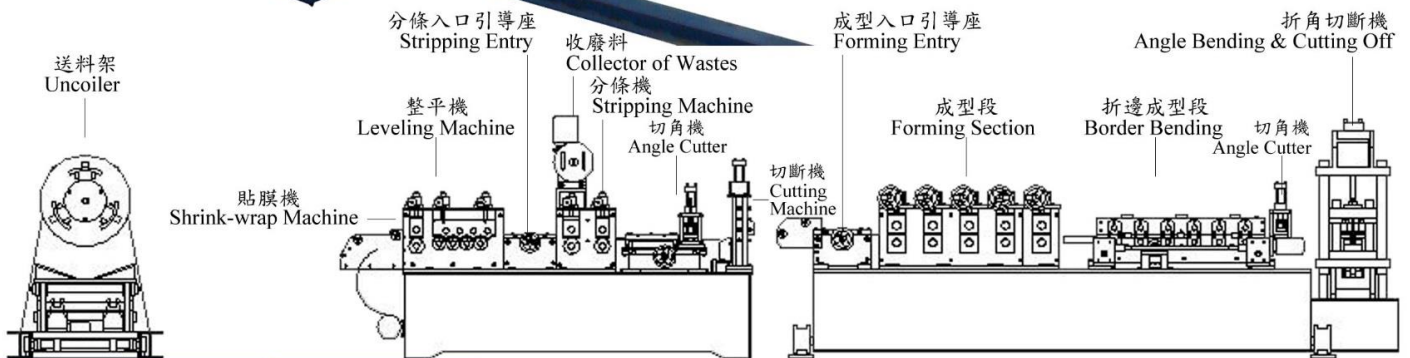 送料架
Uncoiler
貼膜機
Shrink-wrap Machine
整平機
Leveling Machine
分條入口引導座
Stripping Entry
收廢料
Collector of Wastes
分條機
Stripping Machine
切角機
Angle Cutter
切斷機
Cutting
Machine
成型入口引導座
Forming Entry
成型段
Forming Section
折邊成型段
Border Bending
切角機
Angle Cutter
折角切斷機
Angle Bending & Cutting Off